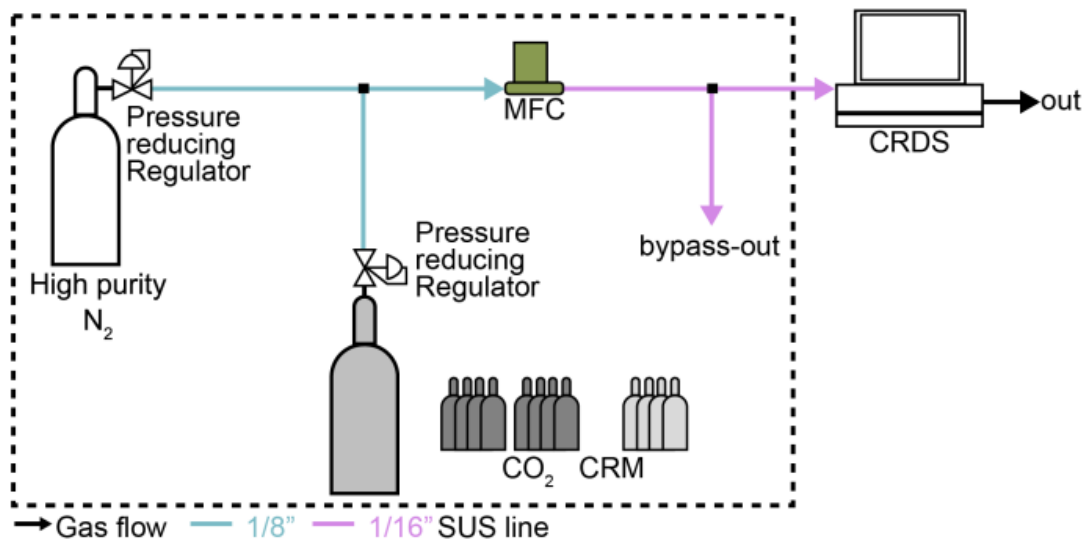 MFC
out
CRDS
Pressure
reducing
Regulator
High purity
N₂
bypass-out
Pressure
reducing
Regulator
CO₂ CRM
Gas flow 1/8” 1/16” SUS line